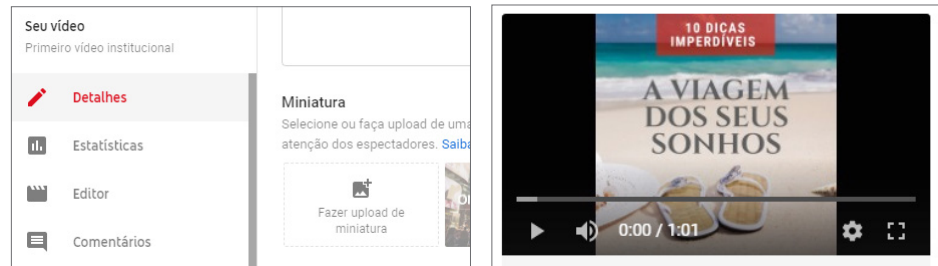 Seu vídeo
Primeiro vídeo institucional
Detalhes
Estatísticas
Editor
Comentários
Miniatura
Selecione ou faça upload de uma
atenção dos espectadores. Saiba
Fazer upload de
miniatura
10 DICAS
IMPERDÍVEIS
A VIAGEM
DOS SEUS
SONHOS
0:00 / 1:01